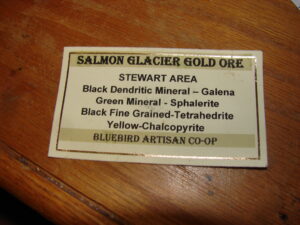 SALMON GLACIER GOLD ORE
STEWART AREA
Black Dendritic Mineral – Galena
Green Mineral - Sphalerite
Black Fine Grained-Tetrahedrite
Yellow-Chalcopyrite
BLUEBIRD ARTISAN CO-OP